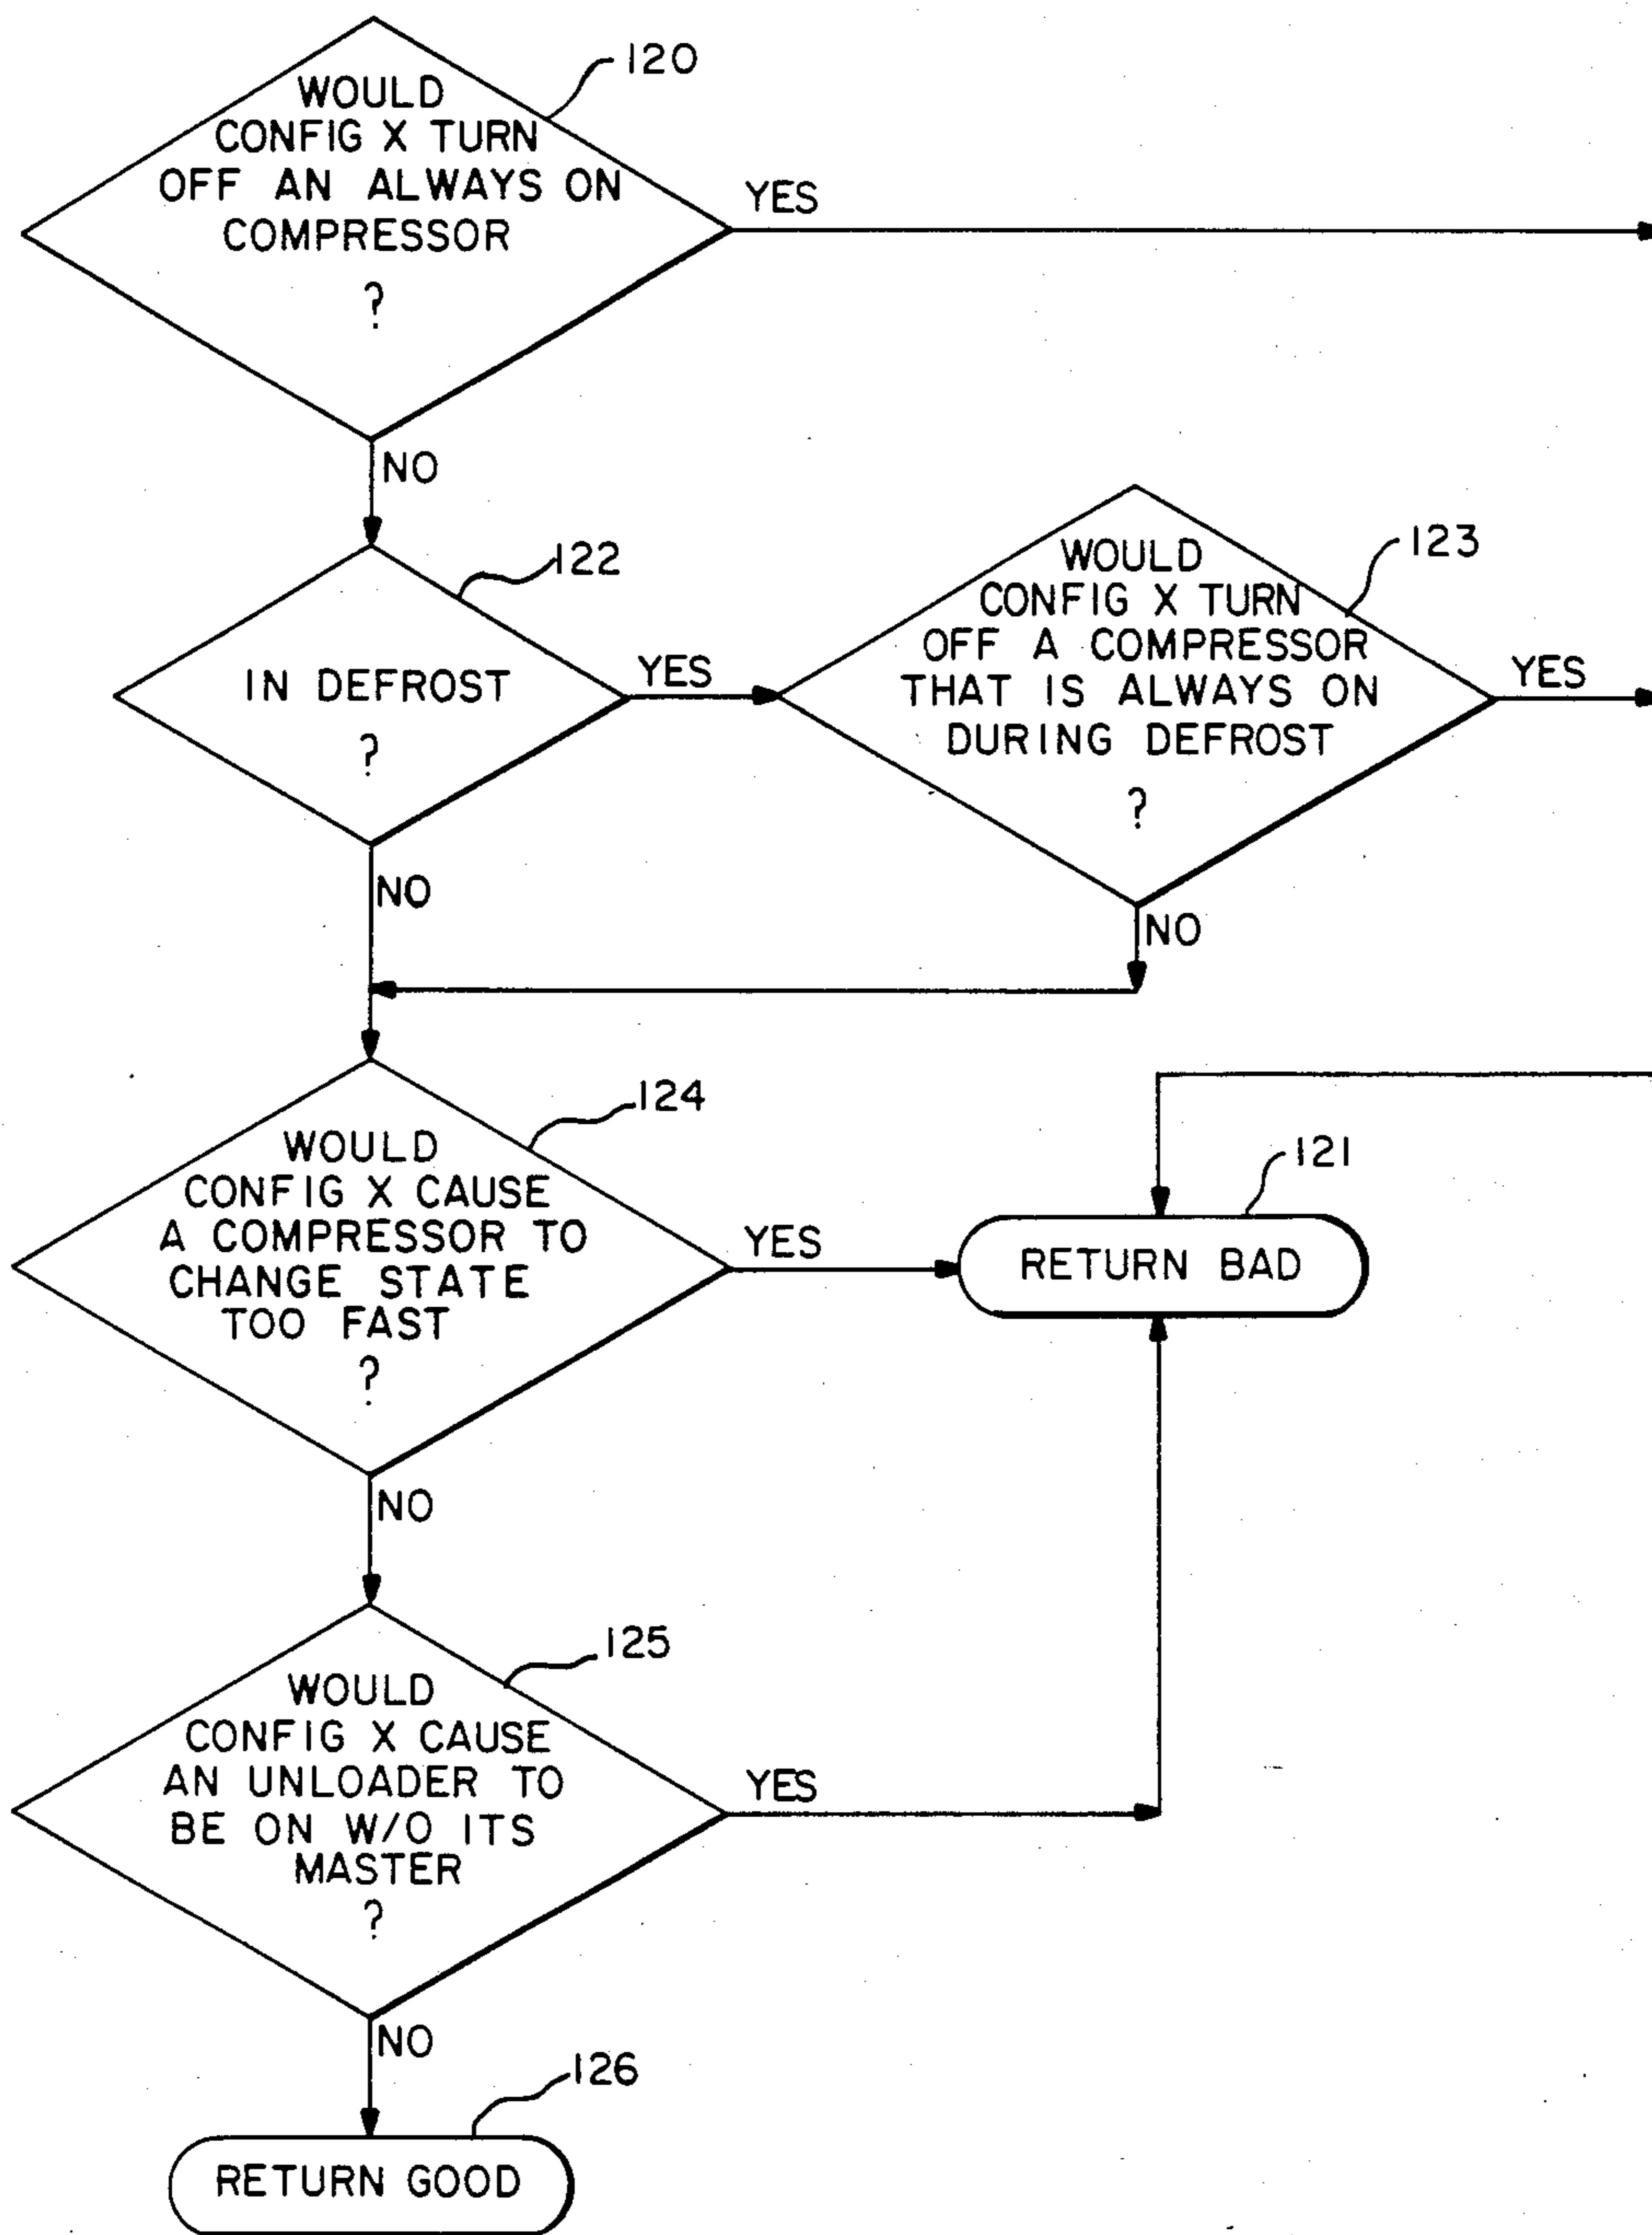 120
WOULD
CONFIG X TURN
OFF AN ALWAYS ON
COMPRESSOR
?
YES
NO
122
IN DEFROST
?
YES
NO
123
WOULD
CONFIG X TURN
OFF A COMPRESSOR
THAT IS ALWAYS ON
DURING DEFROST
?
YES
NO
124
WOULD
CONFIG X CAUSE
A COMPRESSOR TO
CHANGE STATE
TOO FAST
?
YES
NO
121
RETURN BAD
125
WOULD
CONFIG X CAUSE
AN UNLOADER TO
BE ON W/O ITS
MASTER
?
YES
NO
126
RETURN GOOD